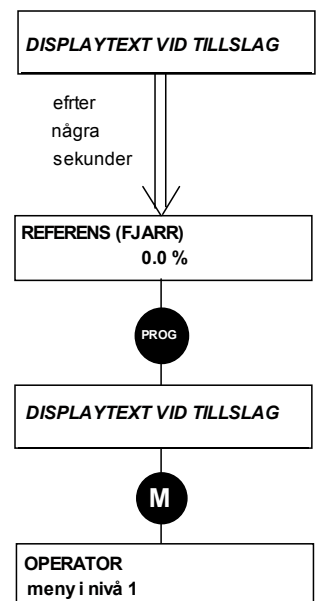 DISPLAYTEXT VID TILLSLAG
efrter
några
sekunder
REFERENS (FJARR)
0.0 %
PROG
DISPLAYTEXT VID TILLSLAG
M
OPERATOR
meny i nivå 1